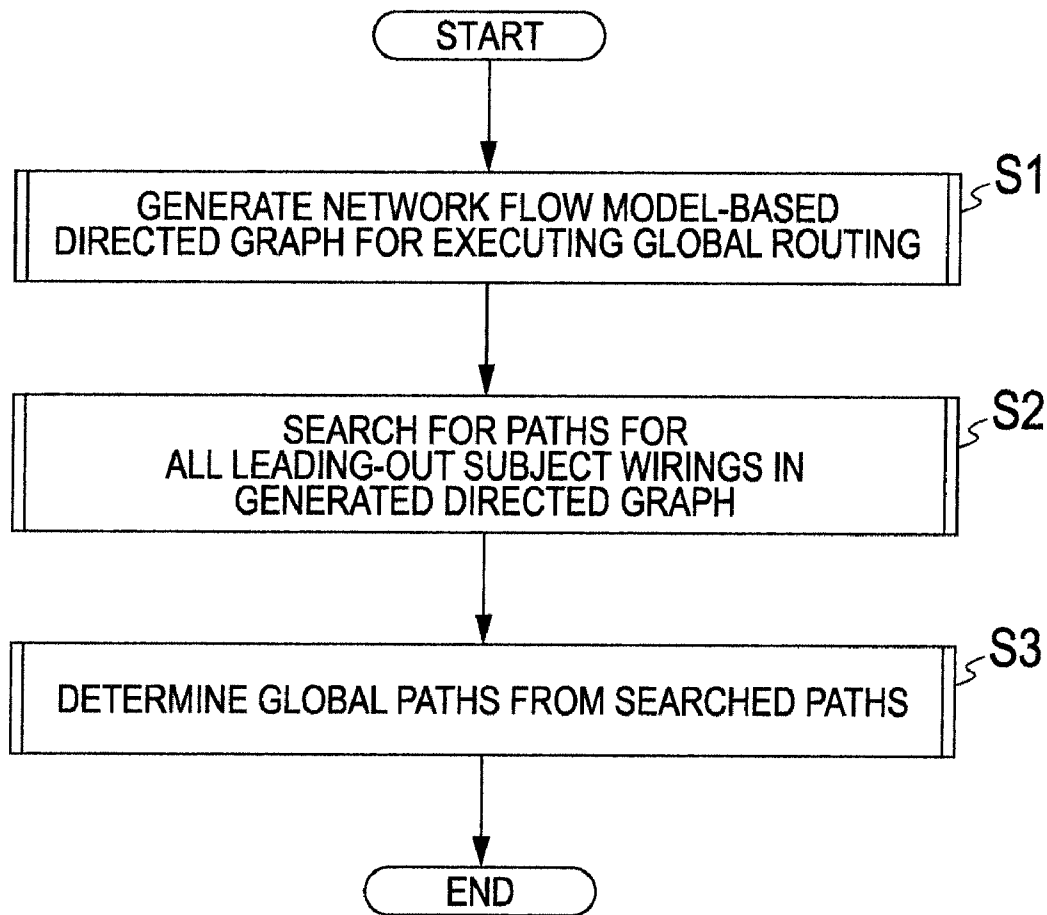 START
S1
GENERATE NETWORK FLOW MODEL-BASED
DIRECTED GRAPH FOR EXECUTING GLOBAL ROUTING
S2
SEARCH FOR PATHS FOR
ALL LEADING-OUT SUBJECT WIRINGS IN
GENERATED DIRECTED GRAPH
S3
DETERMINE GLOBAL PATHS FROM SEARCHED PATHS
END